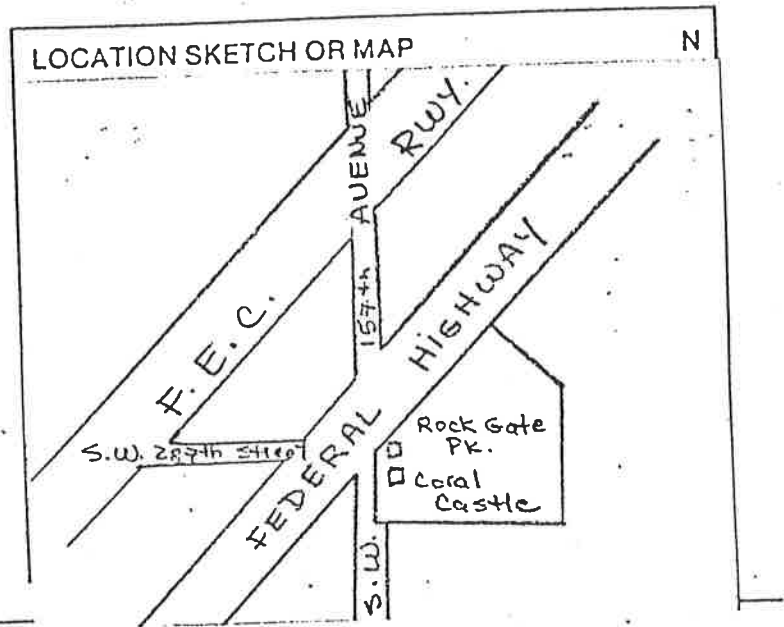 LOCATION SKETCH OR MAP N
S.W. 157th AVENUE
F.E.C. RWY.
FEDERAL HIGHWAY
S.W. 287th Street
Rock Gate
Pk.
Coral
Castle